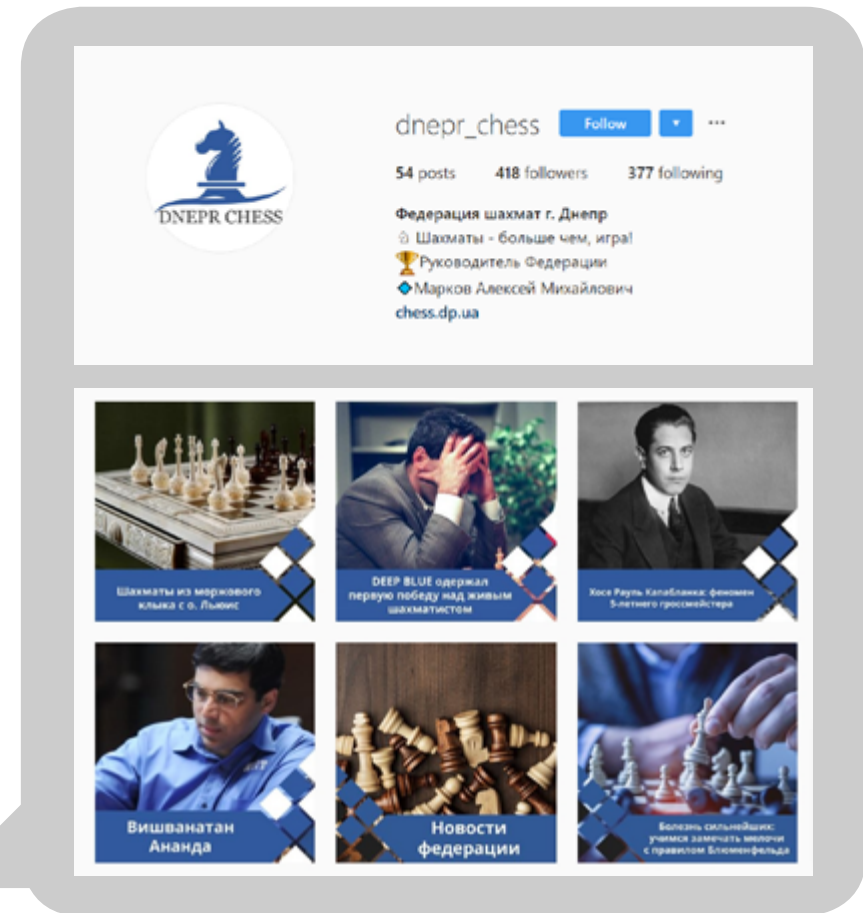 DNEPR CHESS
dnepr_chess Follow
54 posts 418 followers 377 following
Федерация шахмат г. Днепр
Шахматы - больше чем, игра!
Руководитель Федерации
Марков Алексей Михайлович
chess.dp.ua
Шахматы из моржового
клыка с о. Льюис
DEEP BLUE одержал
первую победу над живым
шахматистом
Хосе Рауль Капабланка: феномен
5-летнего гроссмейстера
Вишванатан
Ананда
Новости
федерации
Болезнь сильнейших:
учимся замечать мелочи
с правилом Блюменфельда